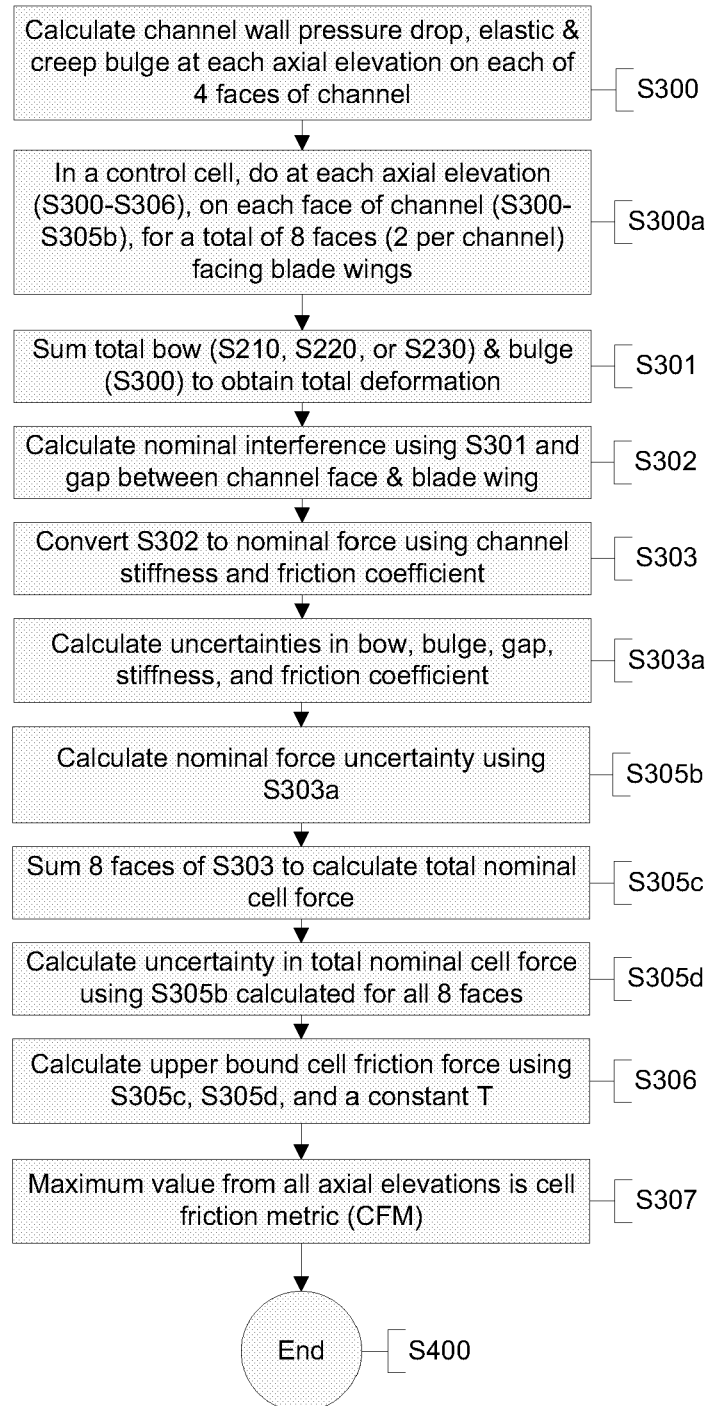 Calculate channel wall pressure drop, elastic &
creep bulge at each axial elevation on each of
4 faces of channel
S300
In a control cell, do at each axial elevation
(S300-S306), on each face of channel (S300-
S305b), for a total of 8 faces (2 per channel)
facing blade wings
S300a
Sum total bow (S210, S220, or S230) & bulge
(S300) to obtain total deformation
S301
Calculate nominal interference using S301 and
gap between channel face & blade wing
S302
Convert S302 to nominal force using channel
stiffness and friction coefficient
S303
Calculate uncertainties in bow, bulge, gap,
stiffness, and friction coefficient
S303a
Calculate nominal force uncertainty using
S303a
S305b
Sum 8 faces of S303 to calculate total nominal
cell force
S305c
Calculate uncertainty in total nominal cell force
using S305b calculated for all 8 faces
S305d
Calculate upper bound cell friction force using
S305c, S305d, and a constant T
S306
Maximum value from all axial elevations is cell
friction metric (CFM)
S307
End
S400